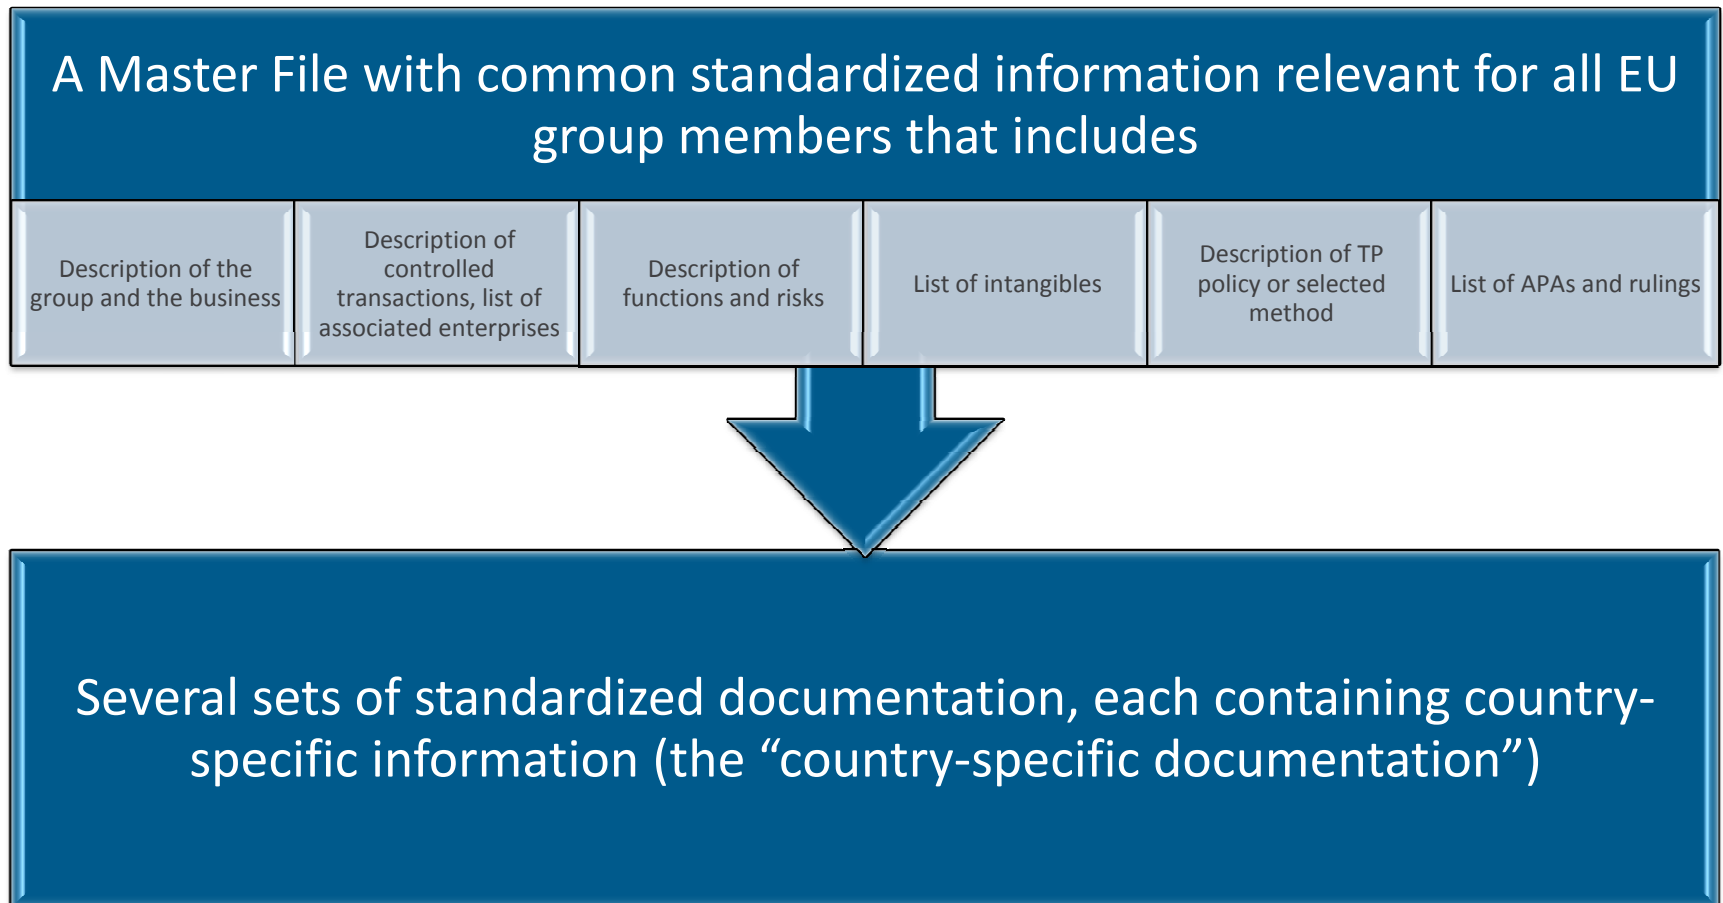 A Master File with common standardized information relevant for all EU
group members that includes
Description of the
group and the business
Description of
controlled
transactions, list of
associated enterprises
Description of
functions and risks
List of intangibles
Description of TP
policy or selected
method
List of APAs and rulings
Several sets of standardized documentation, each containing country-
specific information (the “country-specific documentation”)